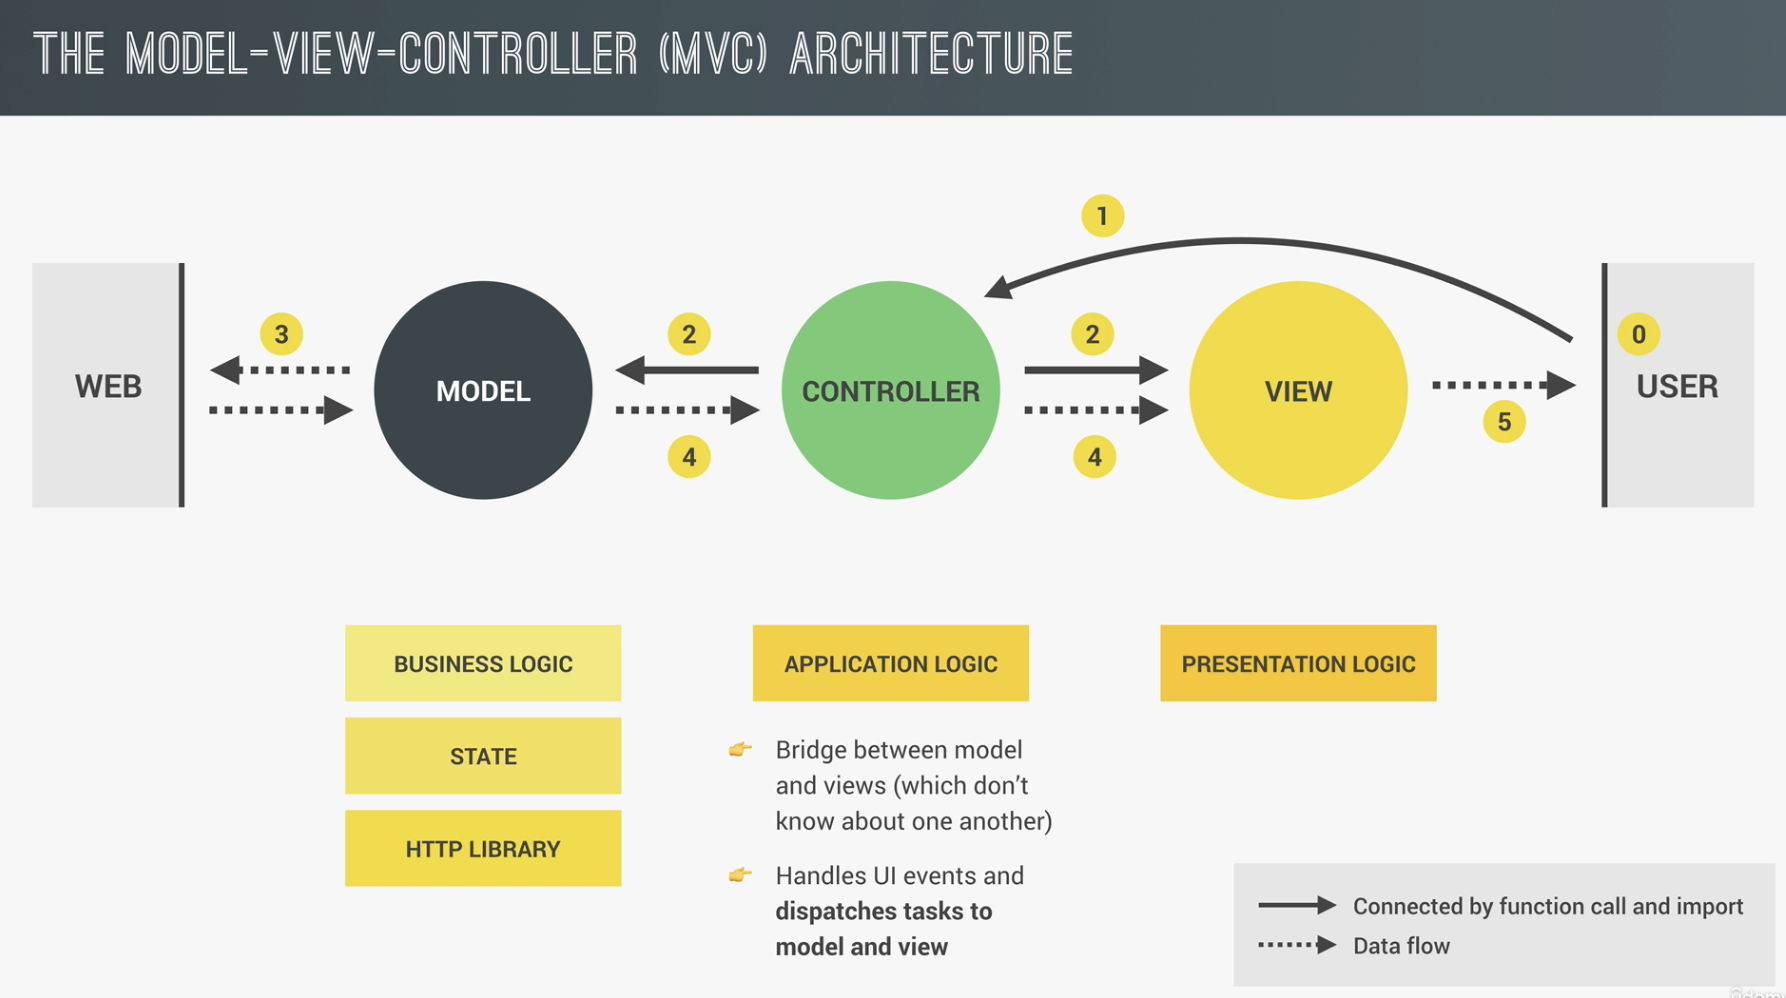 THE MODEL-VIEW-CONTROLLER (MVC) ARCHITECTURE
1
3
2
2
0
WEB
MODEL
CONTROLLER
VIEW
USER
4
4
5
BUSINESS LOGIC
APPLICATION LOGIC
PRESENTATION LOGIC
STATE
HTTP LIBRARY
👉 Bridge between model
and views (which don’t
know about one another)
👉 Handles UI events and
dispatches tasks to
model and view
Connected by function call and import
Data flow